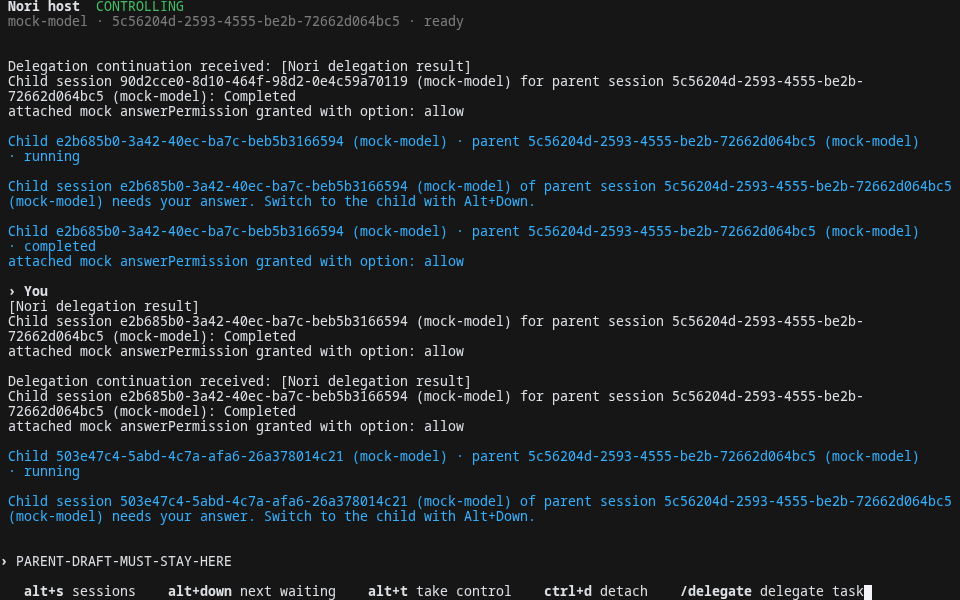 Nori host  CONTROLLING
mock-model · 5c56204d-2593-4555-be2b-72662d064bc5 · ready
Delegation continuation received: [Nori delegation result]
Child session 90d2cce0-8d10-464f-98d2-0e4c59a70119 (mock-model) for parent session 5c56204d-2593-4555-be2b-
72662d064bc5 (mock-model): Completed
attached mock answerPermission granted with option: allow
Child e2b685b0-3a42-40ec-ba7c-beb5b3166594 (mock-model) · parent 5c56204d-2593-4555-be2b-72662d064bc5 (mock-model)
· running
Child session e2b685b0-3a42-40ec-ba7c-beb5b3166594 (mock-model) of parent session 5c56204d-2593-4555-be2b-72662d064bc5
(mock-model) needs your answer. Switch to the child with Alt+Down.
Child e2b685b0-3a42-40ec-ba7c-beb5b3166594 (mock-model) · parent 5c56204d-2593-4555-be2b-72662d064bc5 (mock-model)
· completed
attached mock answerPermission granted with option: allow
› You
[Nori delegation result]
Child session e2b685b0-3a42-40ec-ba7c-beb5b3166594 (mock-model) for parent session 5c56204d-2593-4555-be2b-
72662d064bc5 (mock-model): Completed
attached mock answerPermission granted with option: allow
Delegation continuation received: [Nori delegation result]
Child session e2b685b0-3a42-40ec-ba7c-beb5b3166594 (mock-model) for parent session 5c56204d-2593-4555-be2b-
72662d064bc5 (mock-model): Completed
attached mock answerPermission granted with option: allow
Child 503e47c4-5abd-4c7a-afa6-26a378014c21 (mock-model) · parent 5c56204d-2593-4555-be2b-72662d064bc5 (mock-model)
· running
Child session 503e47c4-5abd-4c7a-afa6-26a378014c21 (mock-model) of parent session 5c56204d-2593-4555-be2b-72662d064bc5
(mock-model) needs your answer. Switch to the child with Alt+Down.
› PARENT-DRAFT-MUST-STAY-HERE
alt+s sessions    alt+down next waiting    alt+t take control    ctrl+d detach    /delegate delegate task